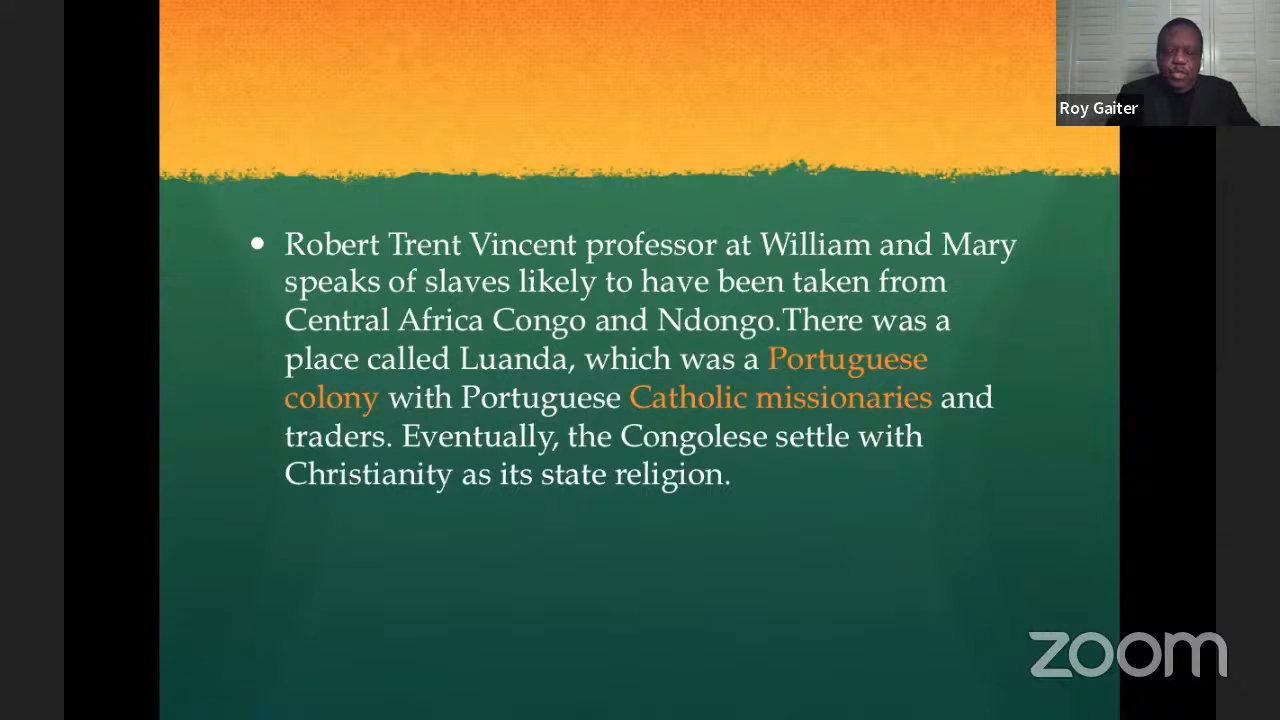 Roy Gaiter
Robert Trent Vincent professor at William and Mary
speaks of slaves likely to have been taken from
Central Africa Congo and Ndongo.There was a
place called Luanda, which was a Portuguese
colony with Portuguese Catholic missionaries and
traders. Eventually, the Congolese settle with
Christianity as its state religion.
zoom